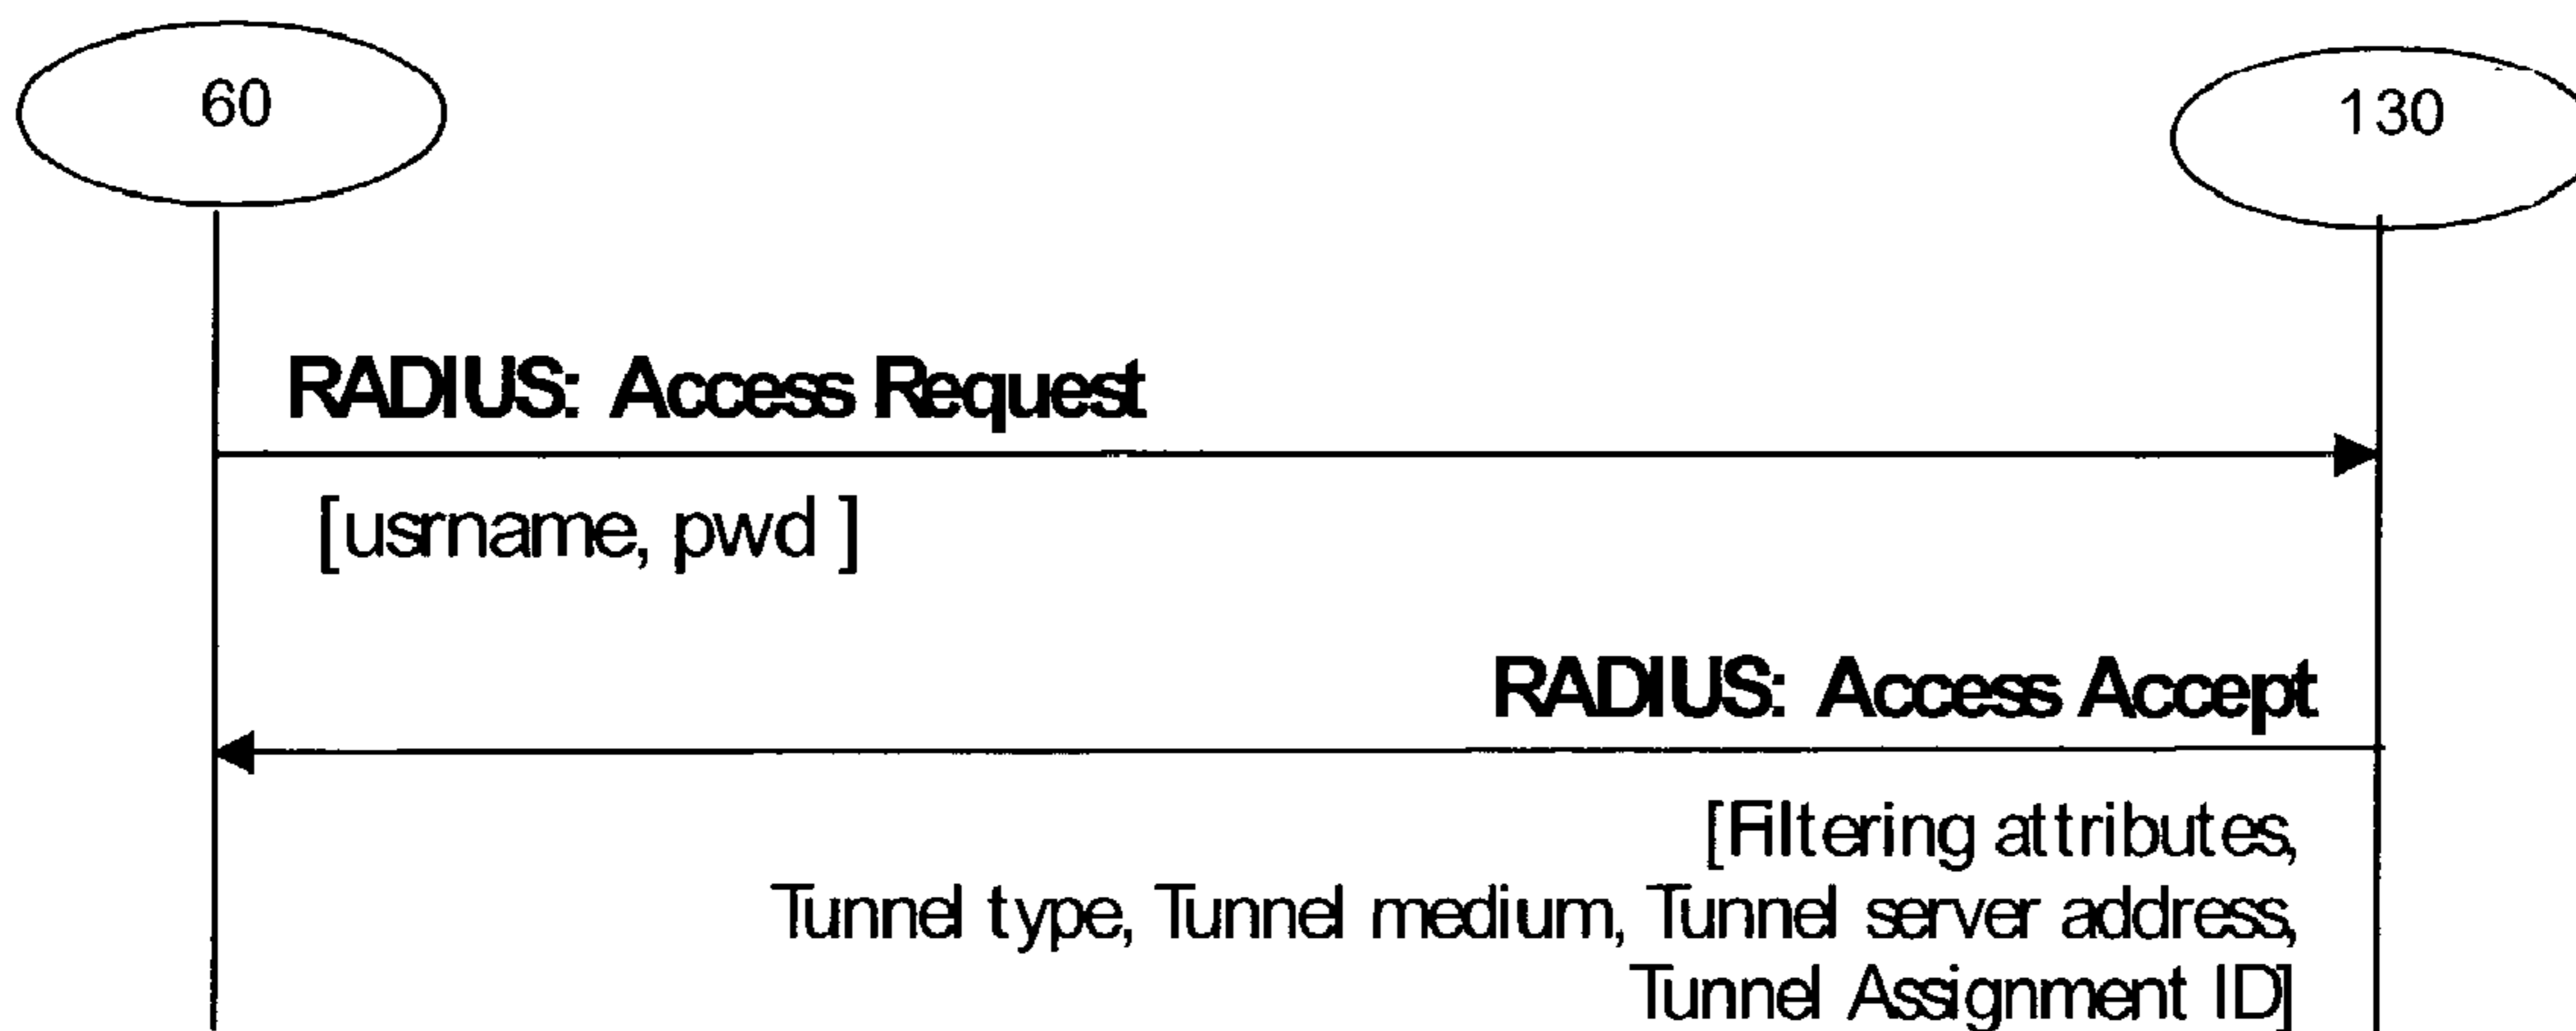 60
130
RADIUS: Access Request
[usrname, pwd ]
RADIUS: Access Accept
[Filtering attributes,
Tunnel type, Tunnel medium, Tunnel server address,
Tunnel Assignment ID]